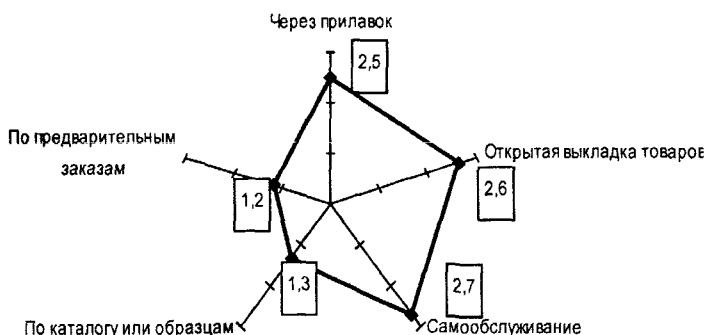 Через прилавок
2,5
По предварительным
заказам
Открытая выкладка товаров
2,6
1,2
1,3
2,7
По каталогу или образцам
Самообслуживание